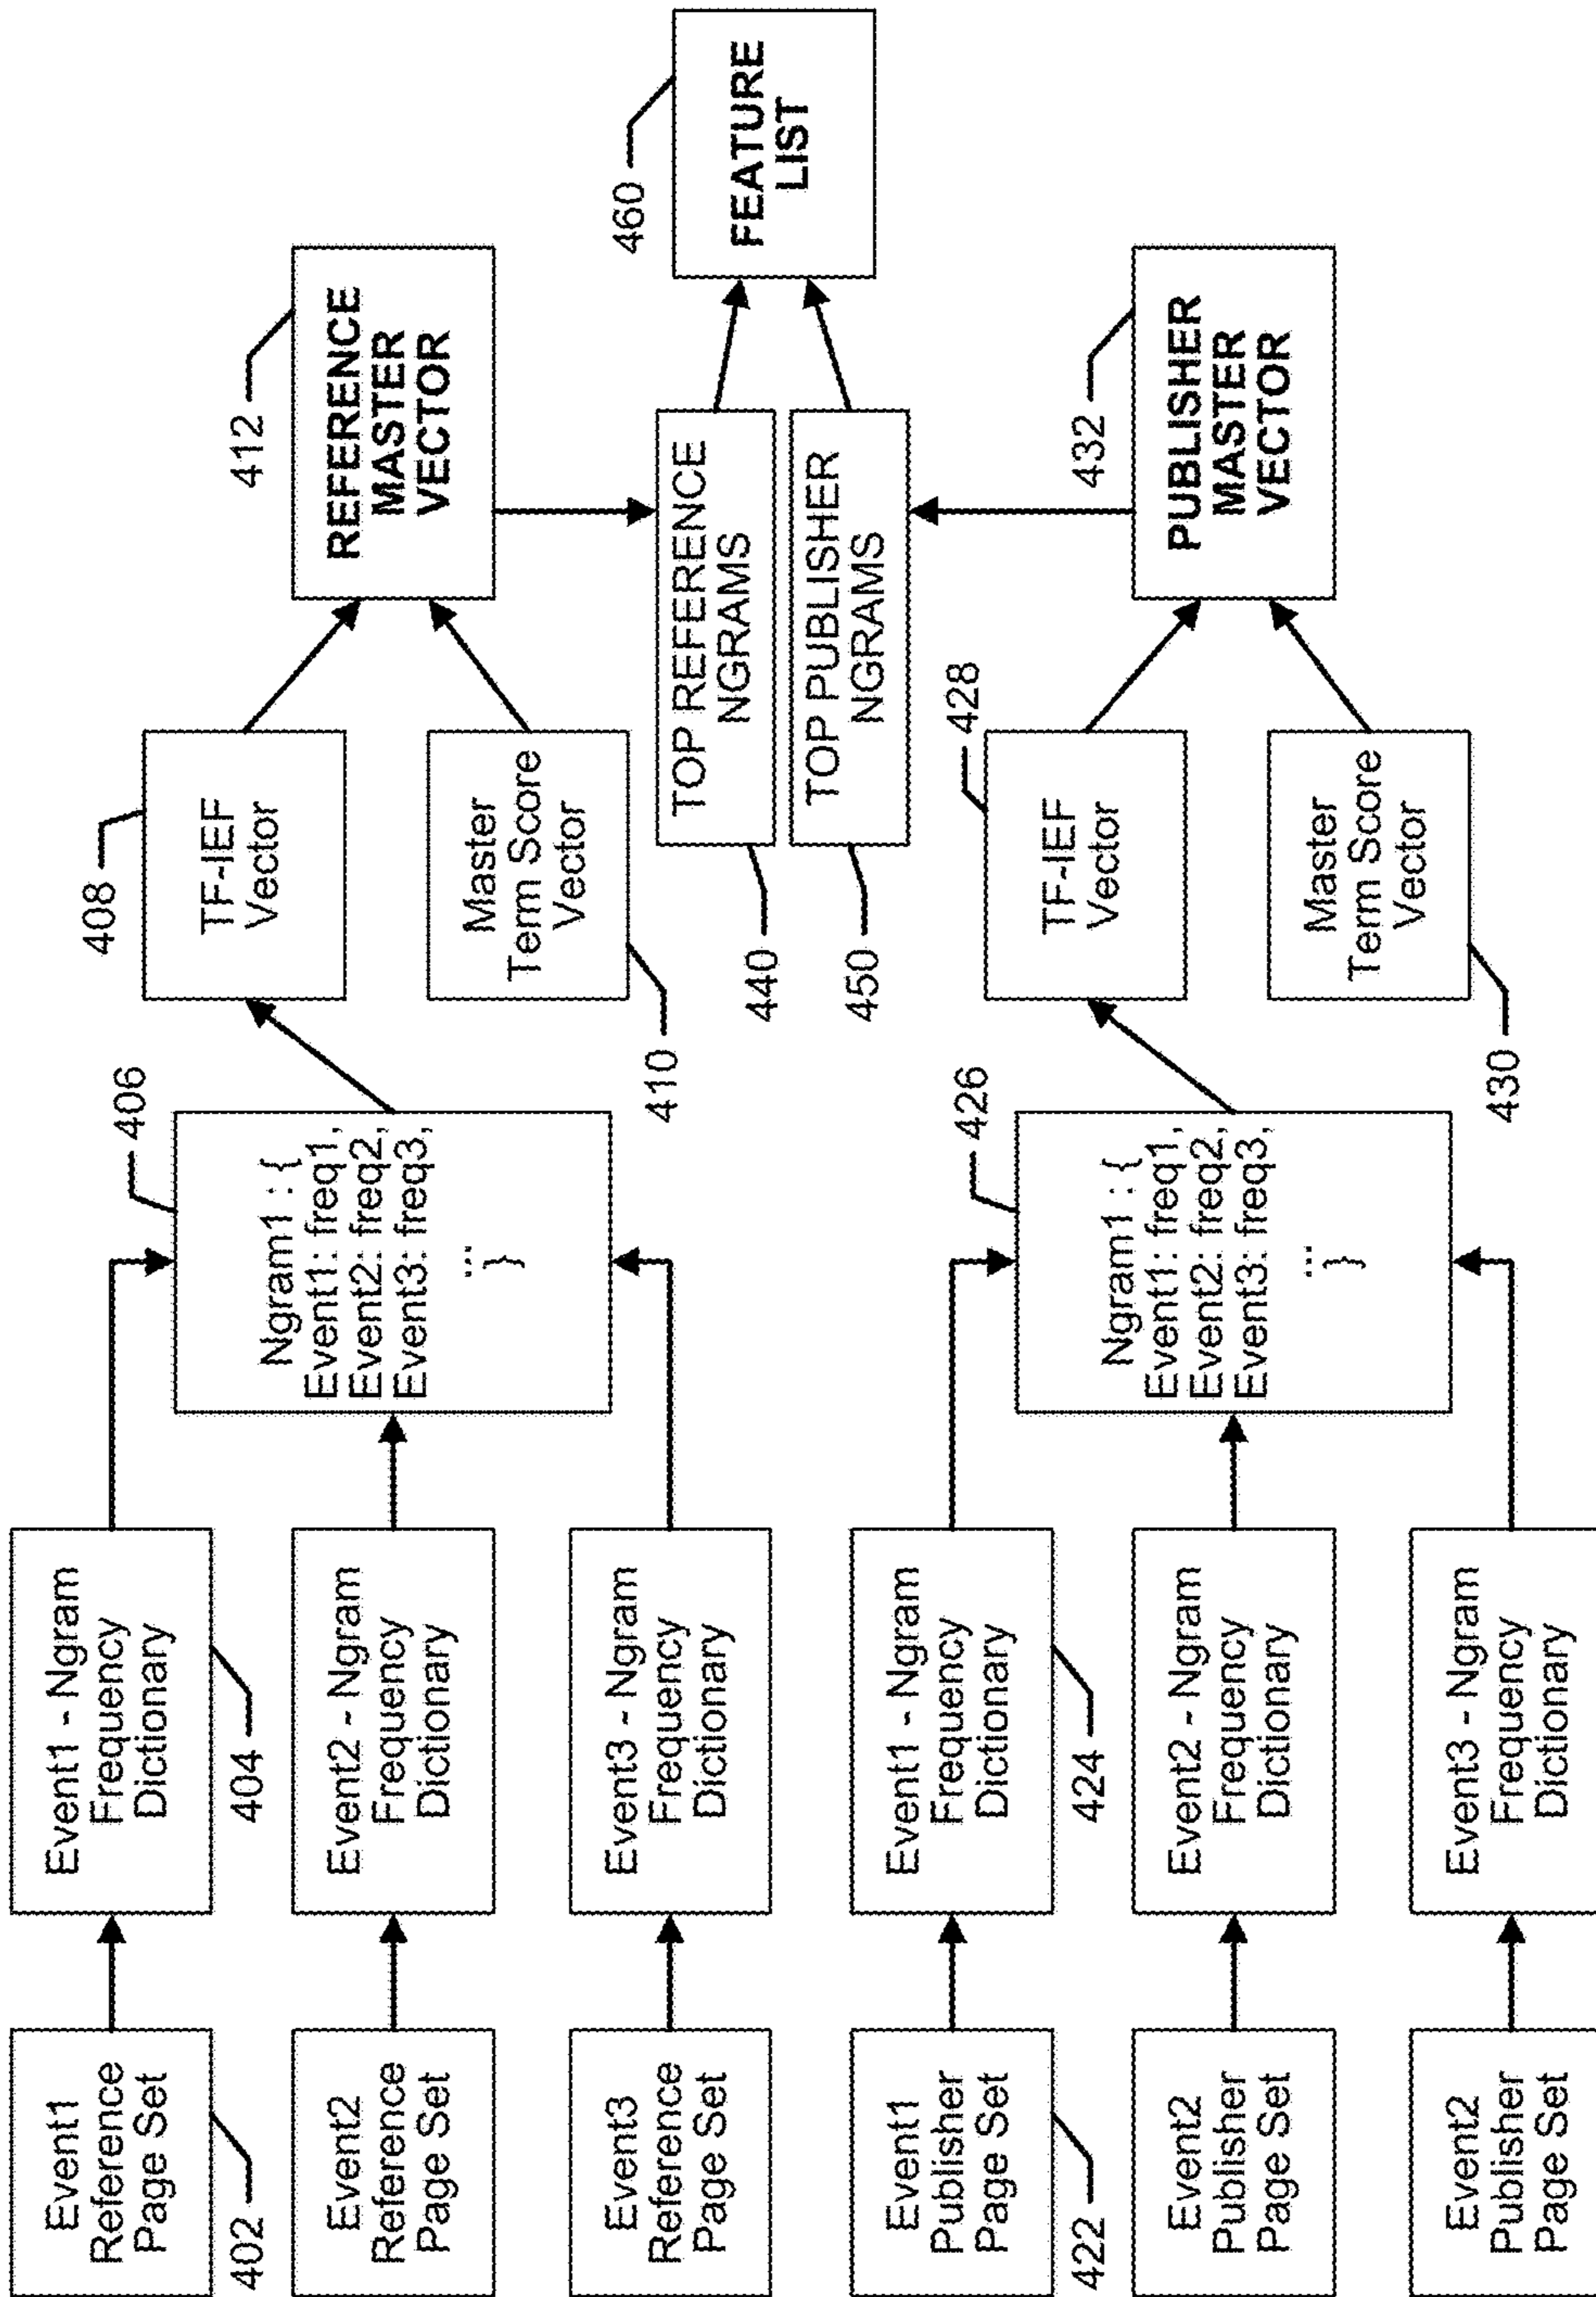 Event1
Reference
Page Set
402
Event1 - Ngram
Frequency
Dictionary
404
Event2
Reference
Page Set
Event2 - Ngram
Frequency
Dictionary
Event3
Reference
Page Set
Event3 - Ngram
Frequency
Dictionary
406
Ngram1 : {
Event1: freq1,
Event2: freq2,
Event3: freq3,
...
}
408
TF-IEF
Vector
Master
Term Score
Vector
410
412
REFERENCE
MASTER
VECTOR
TOP REFERENCE
NGRAMS
440
TOP PUBLISHER
NGRAMS
450
460
FEATURE
LIST
Event1
Publisher
Page Set
422
Event1 - Ngram
Frequency
Dictionary
424
Event2
Publisher
Page Set
Event2 - Ngram
Frequency
Dictionary
Event2
Publisher
Page Set
Event3 - Ngram
Frequency
Dictionary
426
Ngram1 : {
Event1: freq1,
Event2: freq2,
Event3: freq3,
...
}
428
TF-IEF
Vector
Master
Term Score
Vector
430
432
PUBLISHER
MASTER
VECTOR